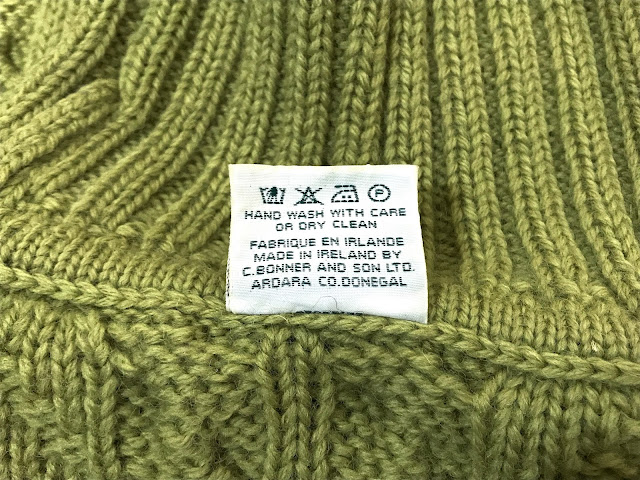 P
HAND WASH WITH CARE
OR DRY CLEAN
FABRIQUE EN IRLANDE
MADE IN IRELAND BY
C.BONNER AND SON LTD.
ARDARA CO.DONEGAL